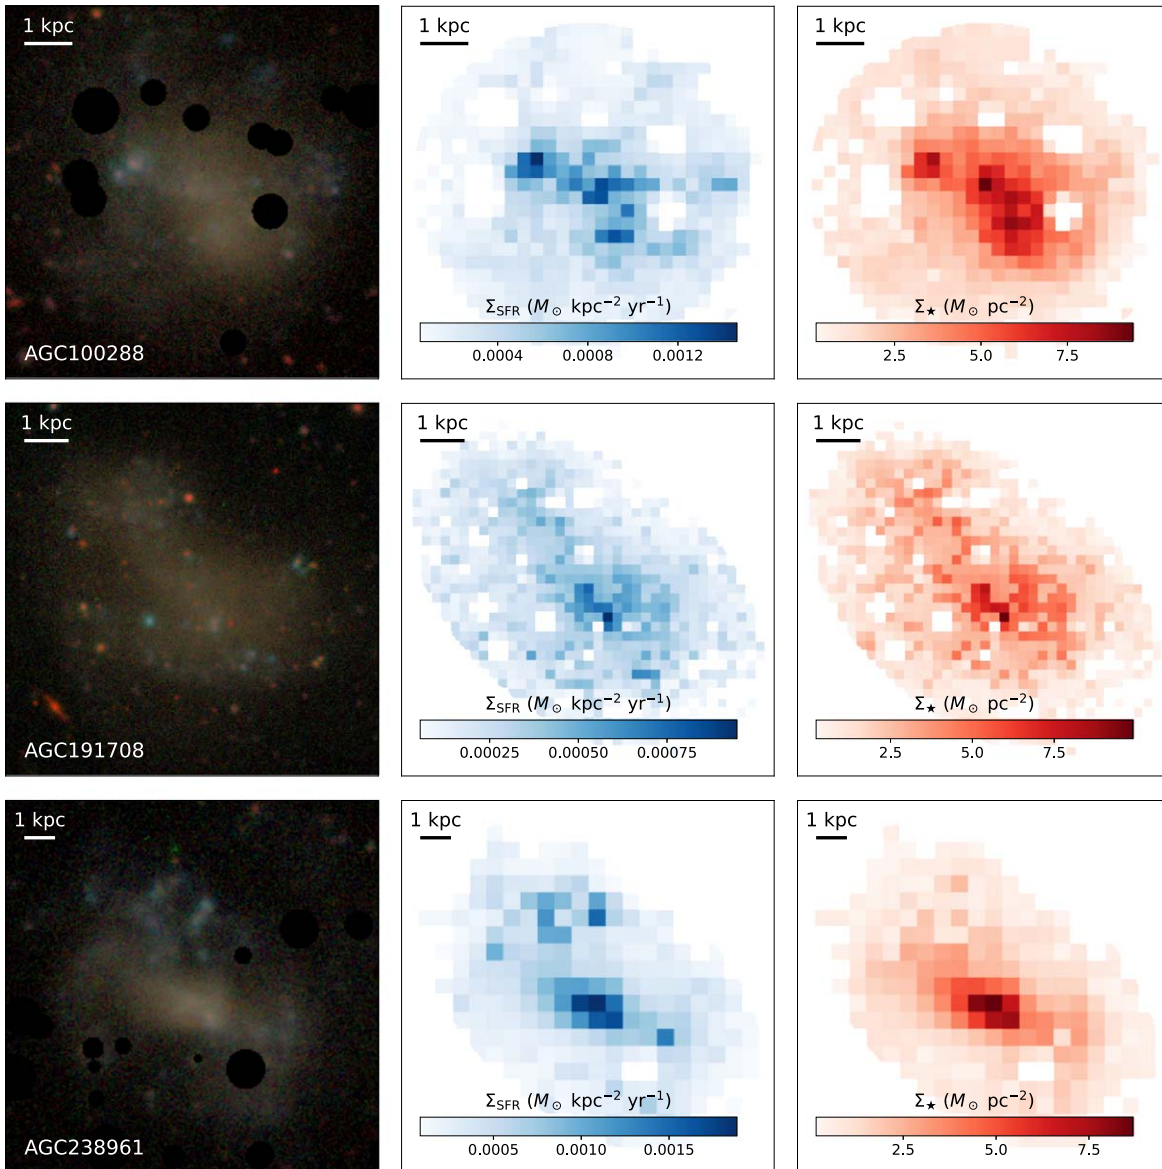 1 kpc
AGC100288
1 kpc
Σ_SFR (M_⊙ kpc⁻² yr⁻¹)
0.0004 0.0008 0.0012
1 kpc
Σ_★ (M_⊙ pc⁻²)
2.5 5.0 7.5
1 kpc
AGC191708
1 kpc
Σ_SFR (M_⊙ kpc⁻² yr⁻¹)
0.00025 0.00050 0.00075
1 kpc
Σ_★ (M_⊙ pc⁻²)
2.5 5.0 7.5
1 kpc
AGC238961
1 kpc
Σ_SFR (M_⊙ kpc⁻² yr⁻¹)
0.0005 0.0010 0.0015
1 kpc
Σ_★ (M_⊙ pc⁻²)
2.5 5.0 7.5